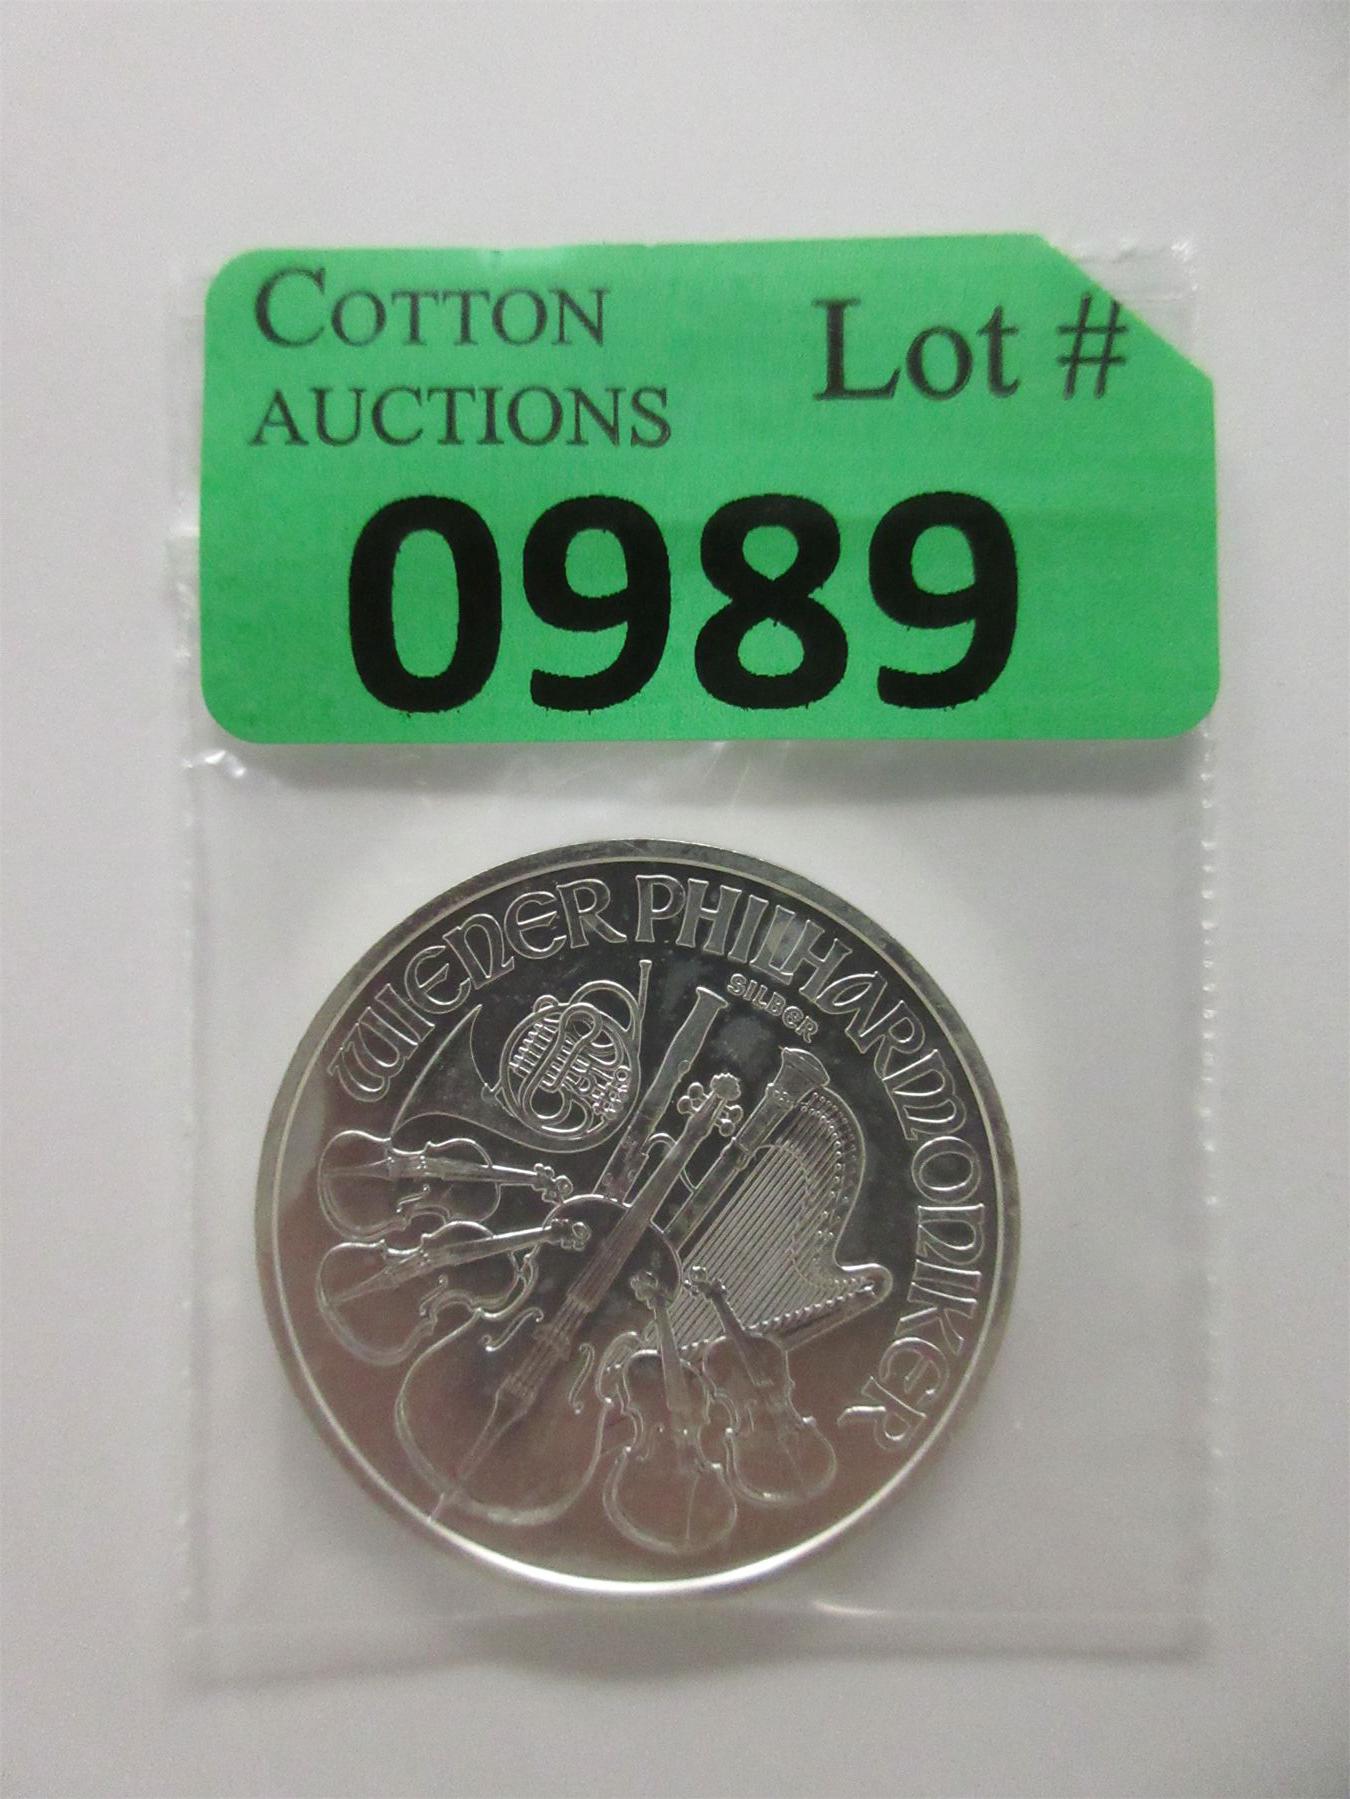 COTTON
AUCTIONS
Lot #
0989
WIENER PHILHARMONIKER
SILBER